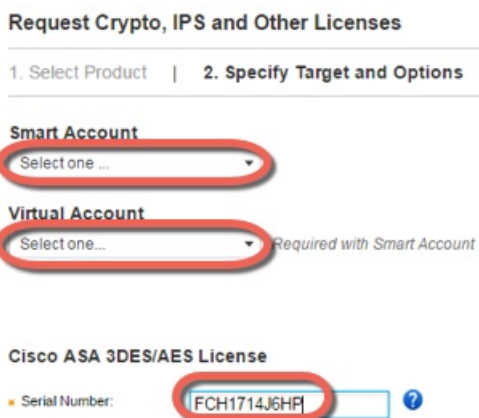 Request Crypto, IPS and Other Licenses
1. Select Product | 2. Specify Target and Options
Smart Account
Select one ...
Virtual Account
Select one... Required with Smart Account
Cisco ASA 3DES/AES License
Serial Number: FCH1714J6HP ?